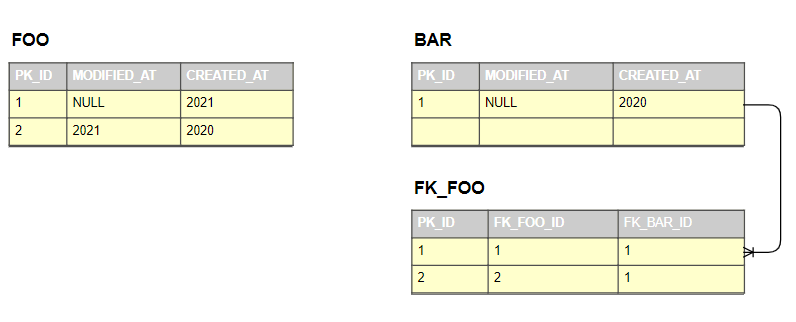 FOO
PK_ID MODIFIED_AT CREATED_AT
1 NULL 2021
2 2021 2020
BAR
PK_ID MODIFIED_AT CREATED_AT
1 NULL 2020
FK_FOO
PK_ID FK_FOO_ID FK_BAR_ID
1 1 1
2 2 1